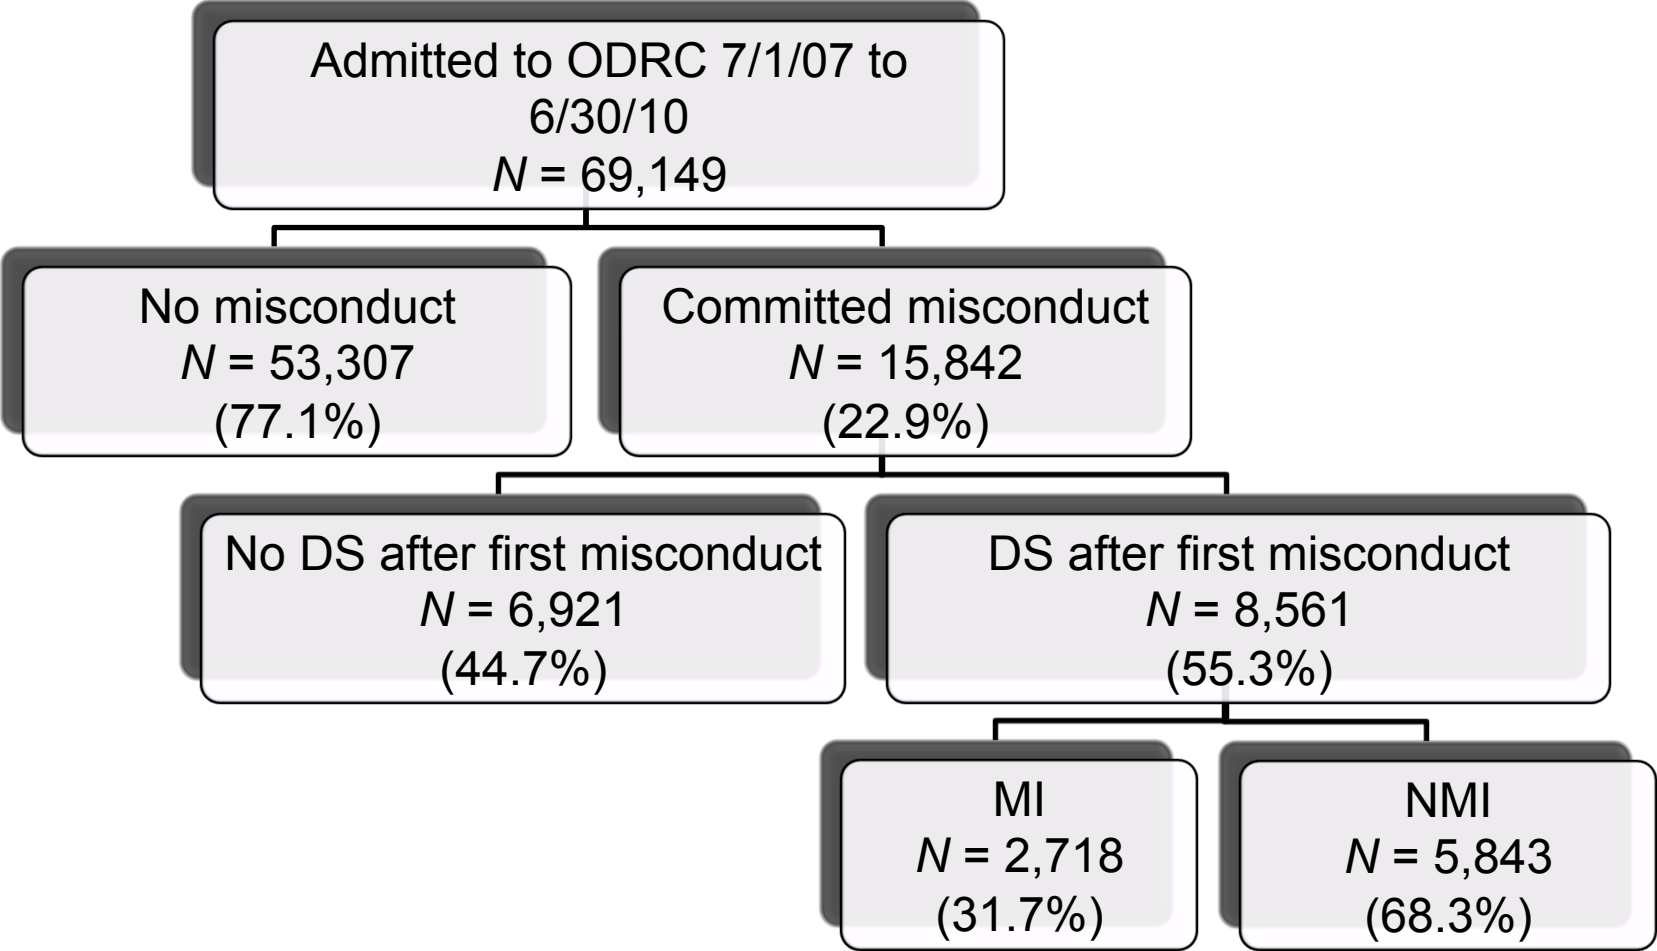 Admitted to ODRC 7/1/07 to
6/30/10
N = 69,149
No misconduct
N = 53,307
(77.1%)
Committed misconduct
N = 15,842
(22.9%)
No DS after first misconduct
N = 6,921
(44.7%)
DS after first misconduct
N = 8,561
(55.3%)
MI
N = 2,718
(31.7%)
NMI
N = 5,843
(68.3%)